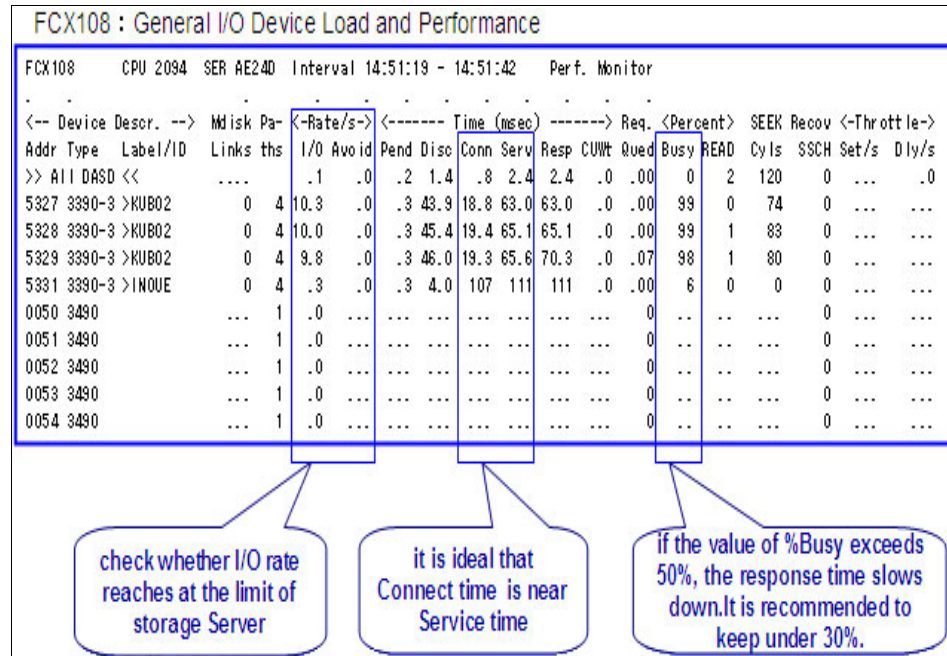 FCX108 : General I/O Device Load and Performance
FCX108 CPU 2094 SER AE24D Interval 14:51:19 - 14:51:42 Perf. Monitor
. . . . . . . . . . . .
<-- Device Descr. --> Mdisk Pa- <-Rate/s-> <------- Time (msec) -------> Req. <Percent> SEEK Recov <-Throttle->
Addr Type Label/ID Links ths I/O Avoid Pend Disc Conn Serv Resp CUWt Qued Busy READ Cyls SSCH Set/s Dly/s
>> All DASD << .... .1 .0 .2 1.4 .8 2.4 2.4 .0 .00 0 2 120 0 ... .0
5327 3390-3 >KUB02 0 4 10.3 .0 .3 43.9 18.8 63.0 63.0 .0 .00 99 0 74 0 ... ...
5328 3390-3 >KUB02 0 4 10.0 .0 .3 45.4 19.4 65.1 65.1 .0 .00 99 1 83 0 ... ...
5329 3390-3 >KUB02 0 4 9.8 .0 .3 46.0 19.3 65.6 70.3 .0 .07 98 1 80 0 ... ...
5331 3390-3 >INOUE 0 4 .3 .0 .3 4.0 107 111 111 .0 .00 6 0 0 0 ... ...
0050 3490 ... 1 .0 ... ... ... ... ... ... ... 0 .. .. ... 0 ... ...
0051 3490 ... 1 .0 ... ... ... ... ... ... ... 0 .. .. ... 0 ... ...
0052 3490 ... 1 .0 ... ... ... ... ... ... ... 0 .. .. ... 0 ... ...
0053 3490 ... 1 .0 ... ... ... ... ... ... ... 0 .. .. ... 0 ... ...
0054 3490 ... 1 .0 ... ... ... ... ... ... ... 0 .. .. ... 0 ... ...
check whether I/O rate
reaches at the limit of
storage Server
it is ideal that
Connect time is near
Service time
if the value of %Busy exceeds
50%, the response time slows
down.It is recommended to
keep under 30%.